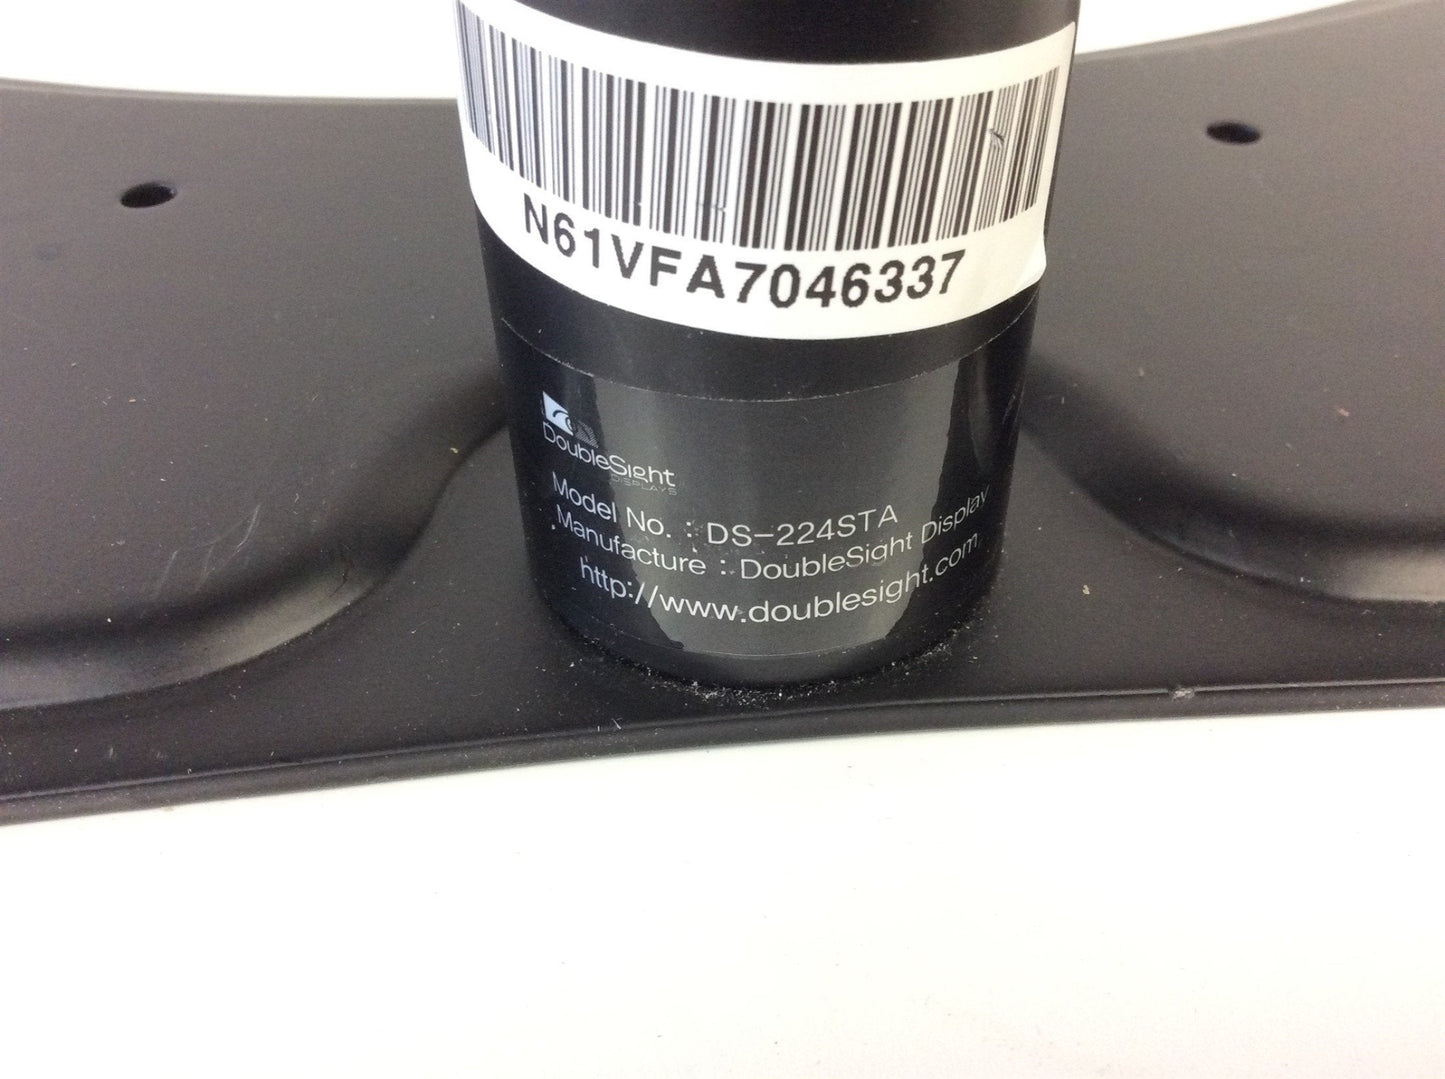 N61VFA7046337
DoubleSight
DISPLAYS
Model No. : DS-224STA
Manufacture : DoubleSight Display
http://www.doublesight.com